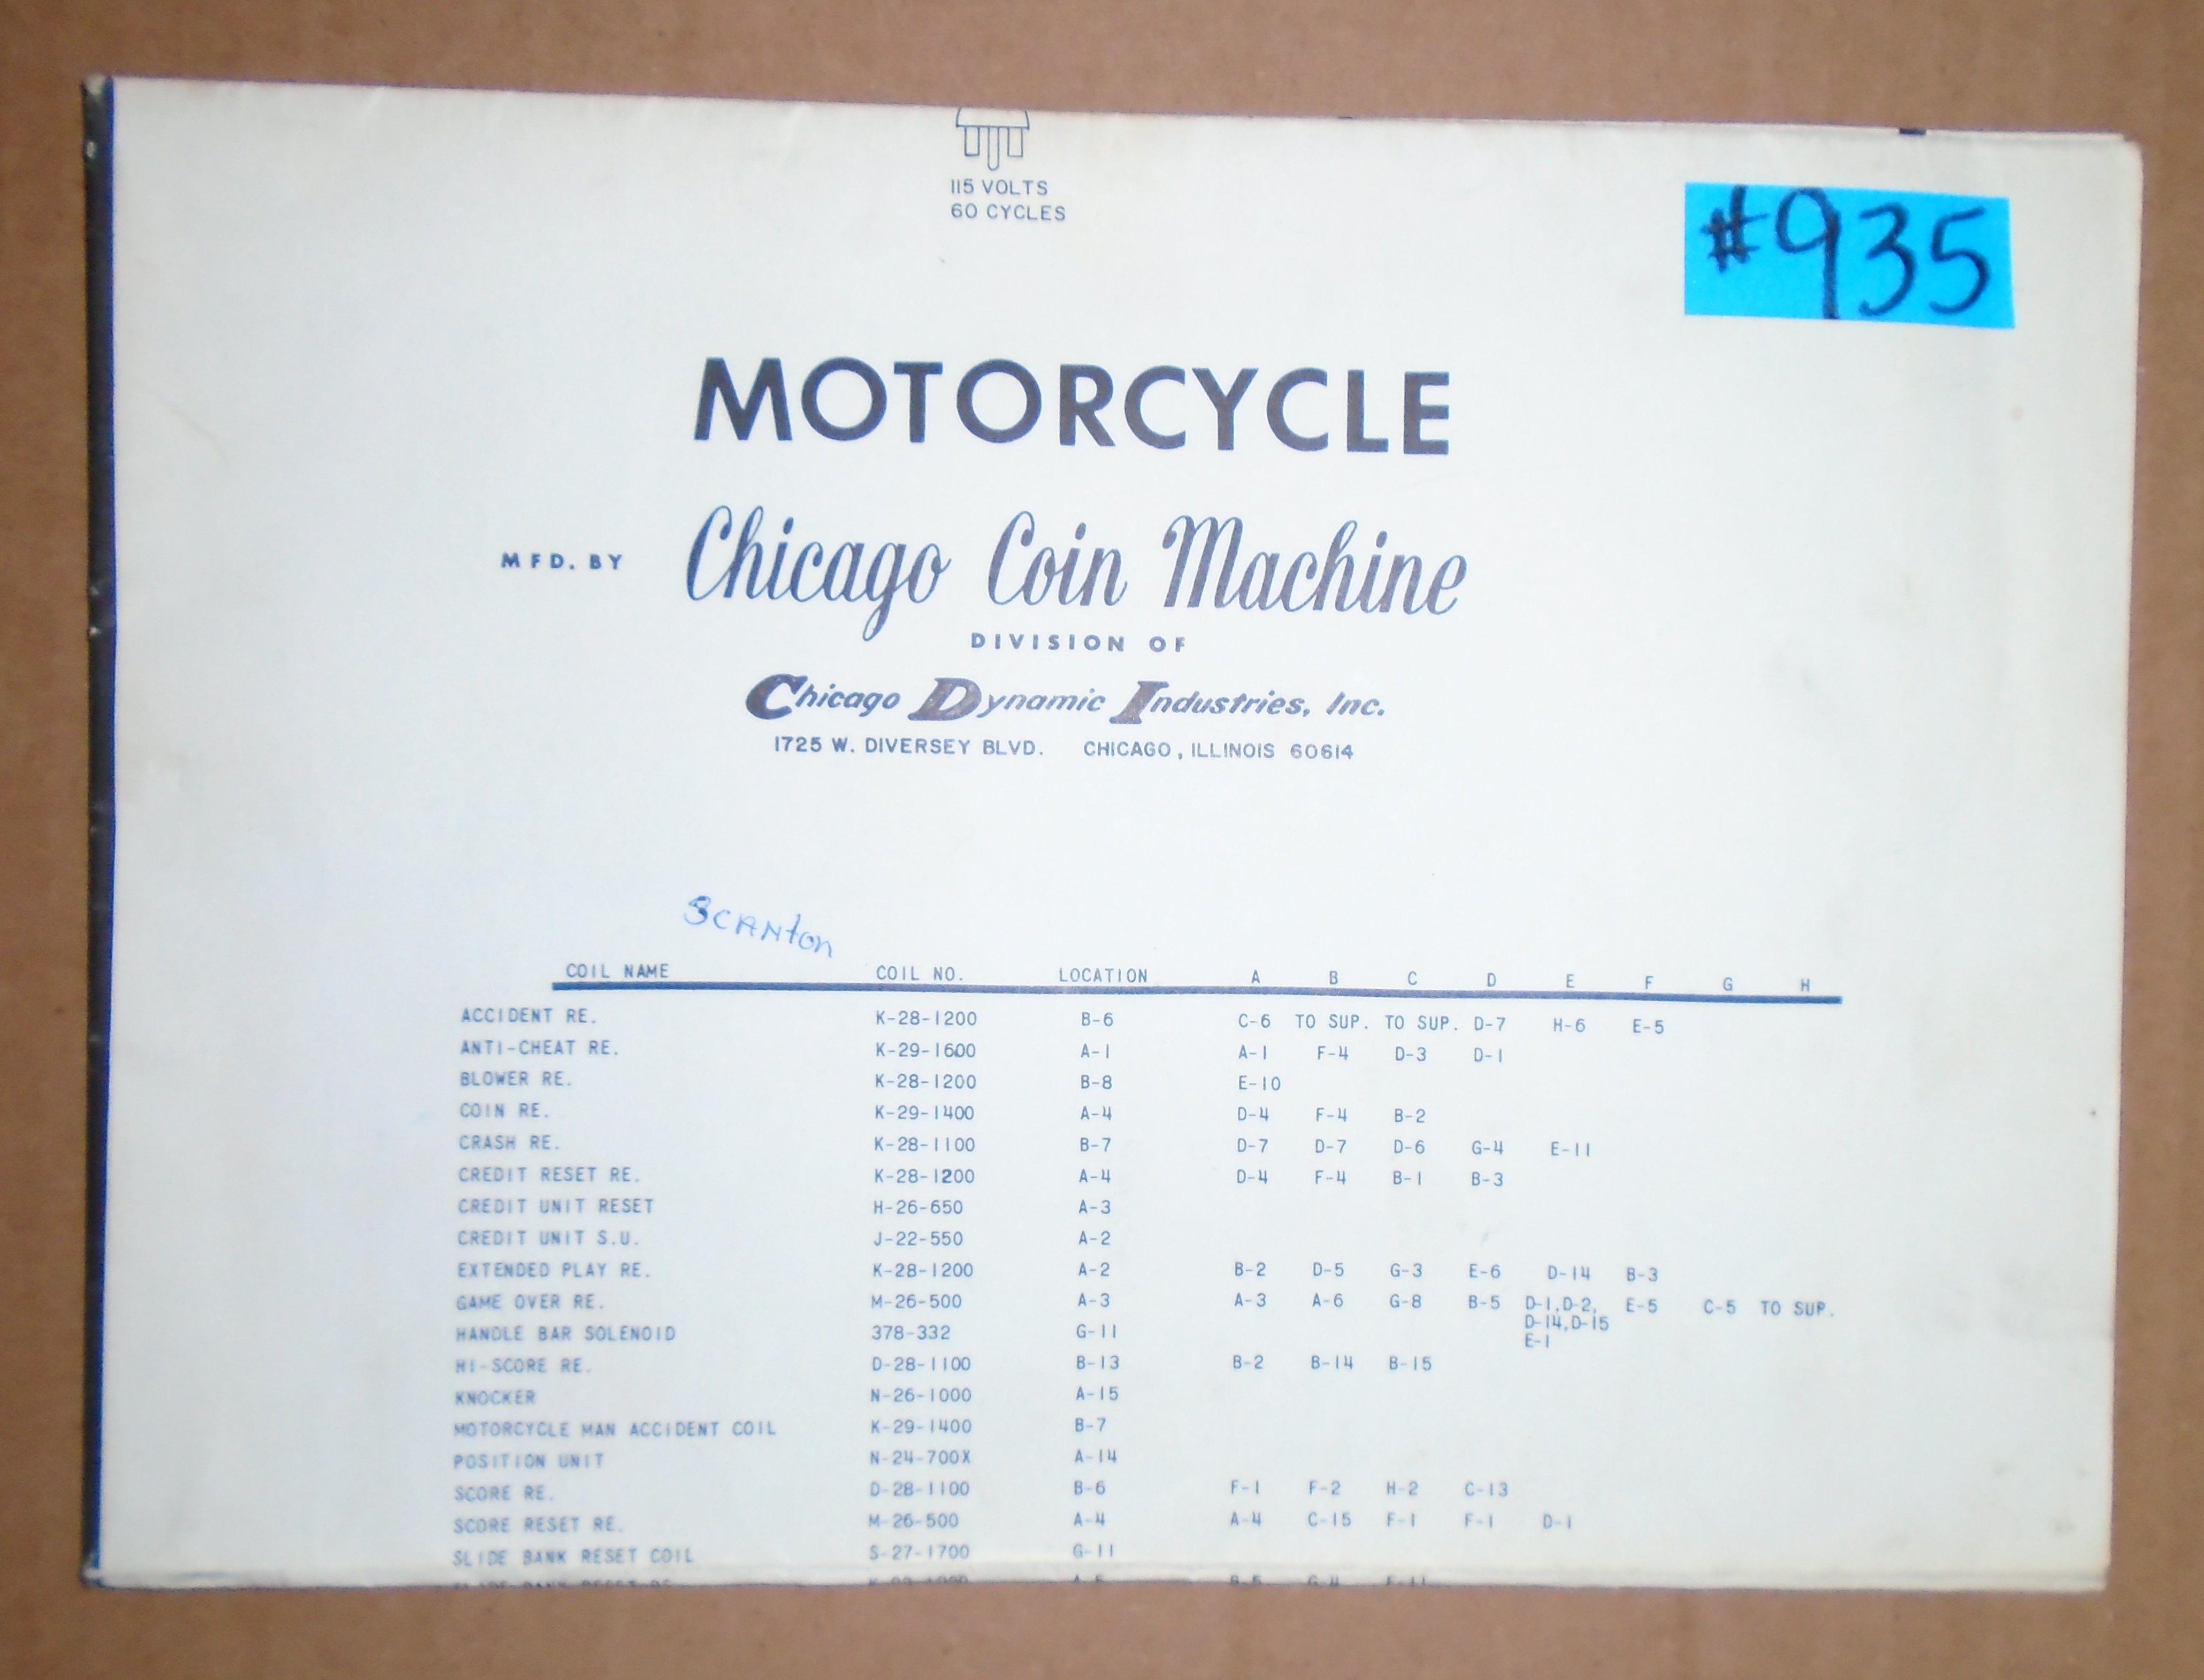 115 VOLTS
60 CYCLES
#935
MOTORCYCLE
MFD. BY Chicago Coin Machine
DIVISION OF
Chicago Dynamic Industries, Inc.
1725 W. DIVERSEY BLVD. CHICAGO, ILLINOIS 60614
SCANton
COIL NAME COIL NO. LOCATION A B C D E F G H
ACCIDENT RE. K-28-1200 B-6 C-6 TO SUP. TO SUP. D-7 H-6 E-5
ANTI-CHEAT RE. K-29-1600 A-1 A-1 F-4 D-3 D-1
BLOWER RE. K-28-1200 B-8 E-10
COIN RE. K-29-1400 A-4 D-4 F-4 B-2
CRASH RE. K-28-1100 B-7 D-7 D-7 D-6 G-4 E-11
CREDIT RESET RE. K-28-1200 A-4 D-4 F-4 B-1 B-3
CREDIT UNIT RESET H-26-650 A-3
CREDIT UNIT S.U. J-22-550 A-2
EXTENDED PLAY RE. K-28-1200 A-2 B-2 D-5 G-3 E-6 D-14 B-3
GAME OVER RE. M-26-500 A-3 A-3 A-6 G-8 B-5 D-1,D-2, E-5 C-5 TO SUP.
D-14,D-15
HANDLE BAR SOLENOID 378-332 G-11
E-1
HI-SCORE RE. D-28-1100 B-13 B-2 B-14 B-15
KNOCKER N-26-1000 A-15
MOTORCYCLE MAN ACCIDENT COIL K-29-1400 B-7
POSITION UNIT N-24-700X A-14
SCORE RE. D-28-1100 B-6 F-1 F-2 H-2 C-13
SCORE RESET RE. M-26-500 A-4 A-4 C-15 F-1 F-1 D-1
SLIDE BANK RESET COIL S-27-1700 G-11